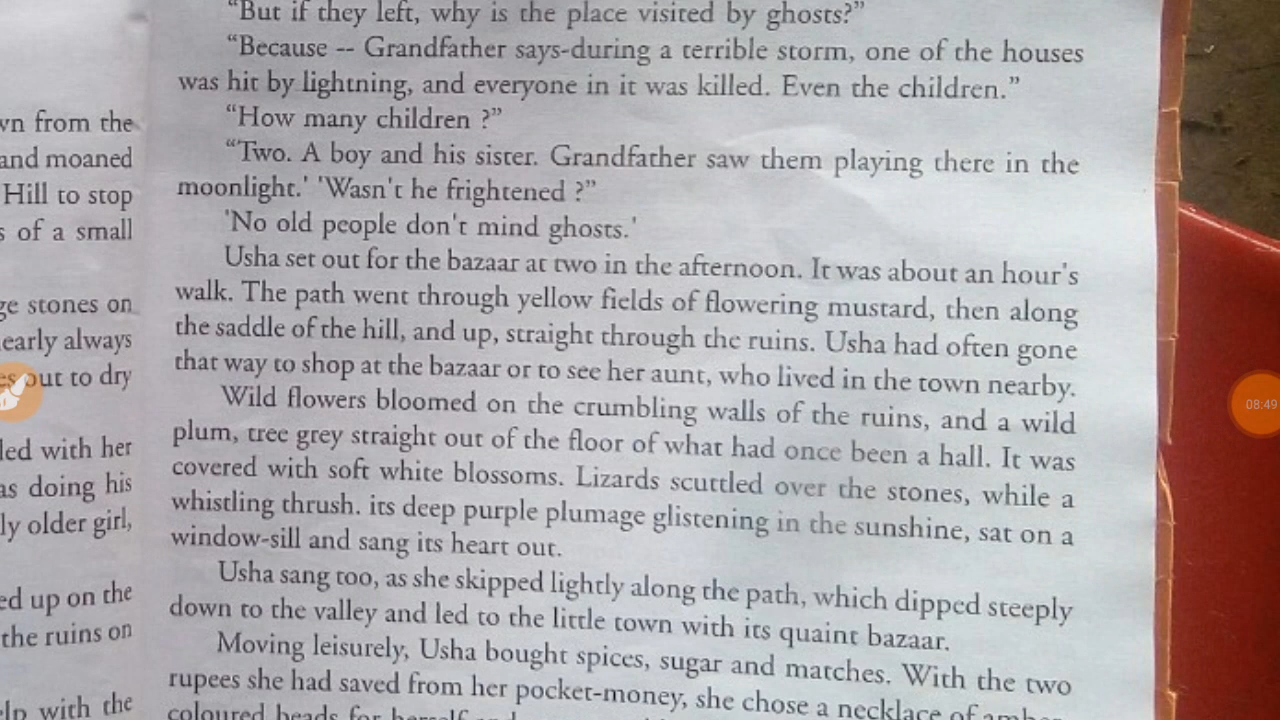 wn from the
and moaned
Hill to stop
s of a small
ge stones on
early always
es out to dry
led with her
as doing his
ly older girl,
ed up on the
the ruins on
elp with the
“But if they left, why is the place visited by ghosts?”
“Because -- Grandfather says-during a terrible storm, one of the houses
was hit by lightning, and everyone in it was killed. Even the children.”
“How many children ?”
“Two. A boy and his sister. Grandfather saw them playing there in the
moonlight.' 'Wasn't he frightened ?”
'No old people don't mind ghosts.'
Usha set out for the bazaar at two in the afternoon. It was about an hour's
walk. The path went through yellow fields of flowering mustard, then along
the saddle of the hill, and up, straight through the ruins. Usha had often gone
that way to shop at the bazaar or to see her aunt, who lived in the town nearby.
Wild flowers bloomed on the crumbling walls of the ruins, and a wild
plum, tree grey straight out of the floor of what had once been a hall. It was
covered with soft white blossoms. Lizards scuttled over the stones, while a
whistling thrush. its deep purple plumage glistening in the sunshine, sat on a
window-sill and sang its heart out.
Usha sang too, as she skipped lightly along the path, which dipped steeply
down to the valley and led to the little town with its quaint bazaar.
Moving leisurely, Usha bought spices, sugar and matches. With the two
rupees she had saved from her pocket-money, she chose a necklace of amber
coloured beads for herself and
08:49